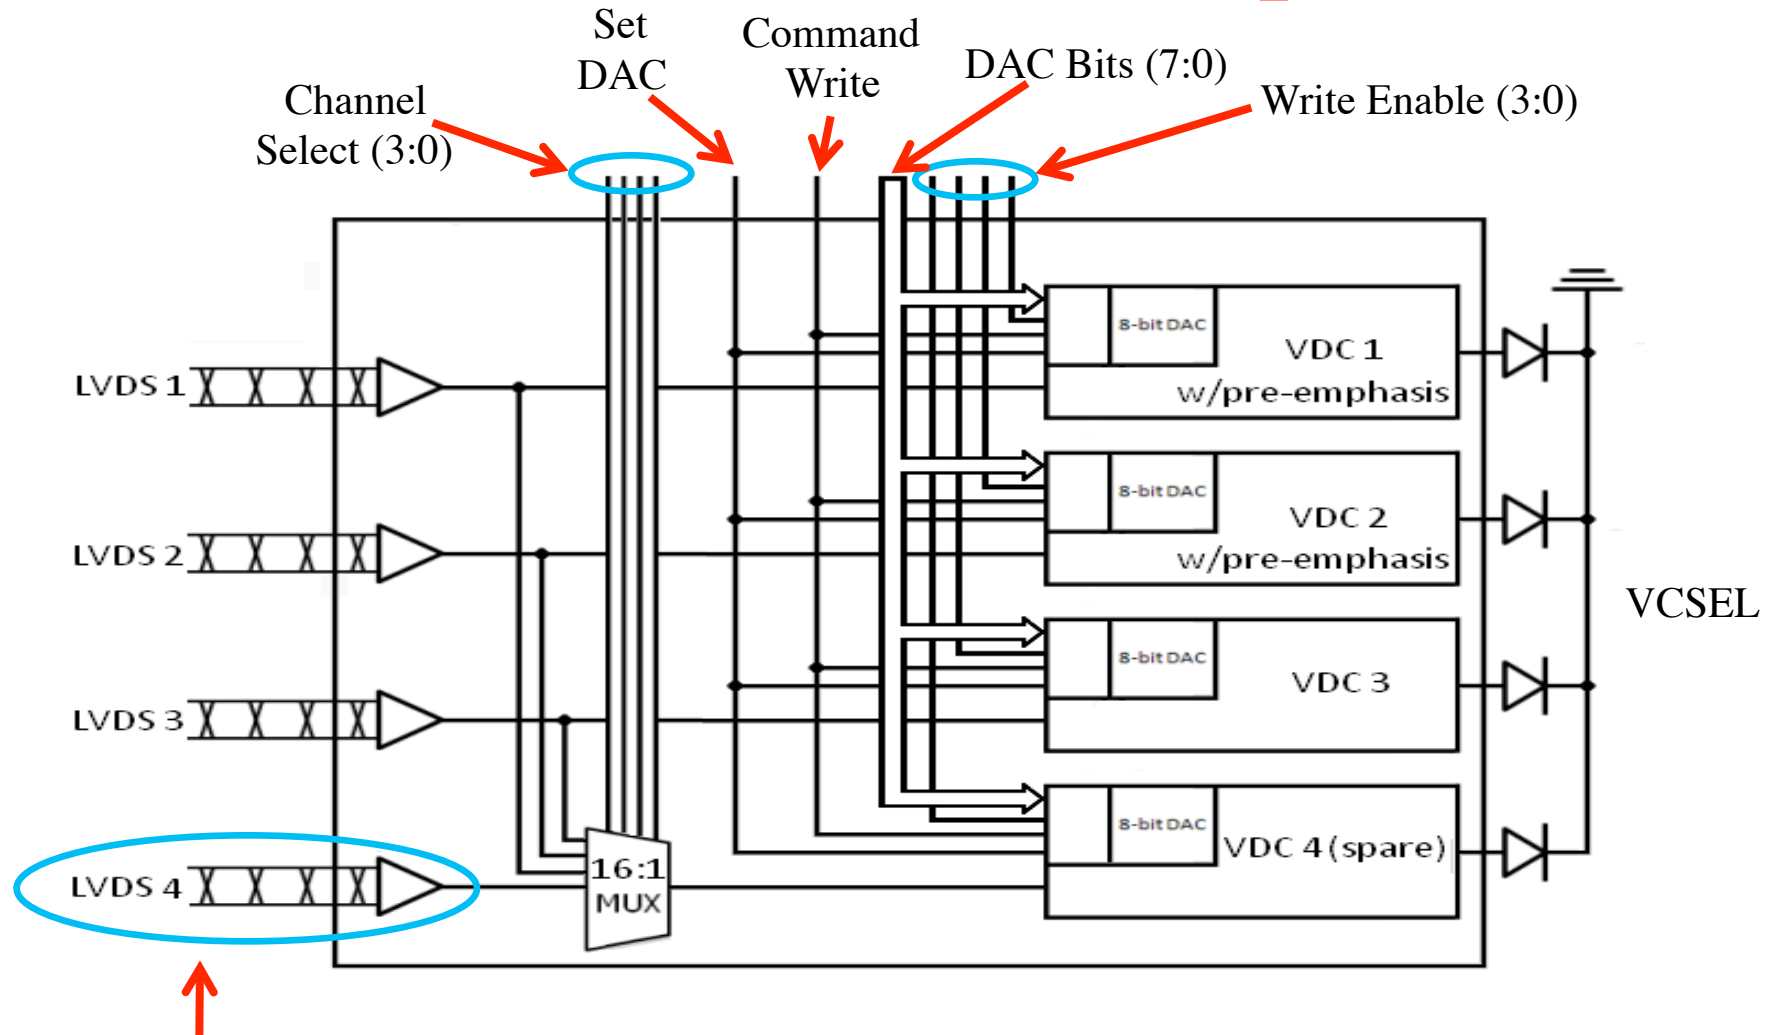 Set
DAC
Command
Write
DAC Bits (7:0)
Write Enable (3:0)
Channel
Select (3:0)
8-bit DAC
VDC 1
w/pre-emphasis
LVDS 1
8-bit DAC
VDC 2
w/pre-emphasis
LVDS 2
VCSEL
8-bit DAC
VDC 3
LVDS 3
8-bit DAC
VDC 4 (spare)
LVDS 4
16:1
MUX